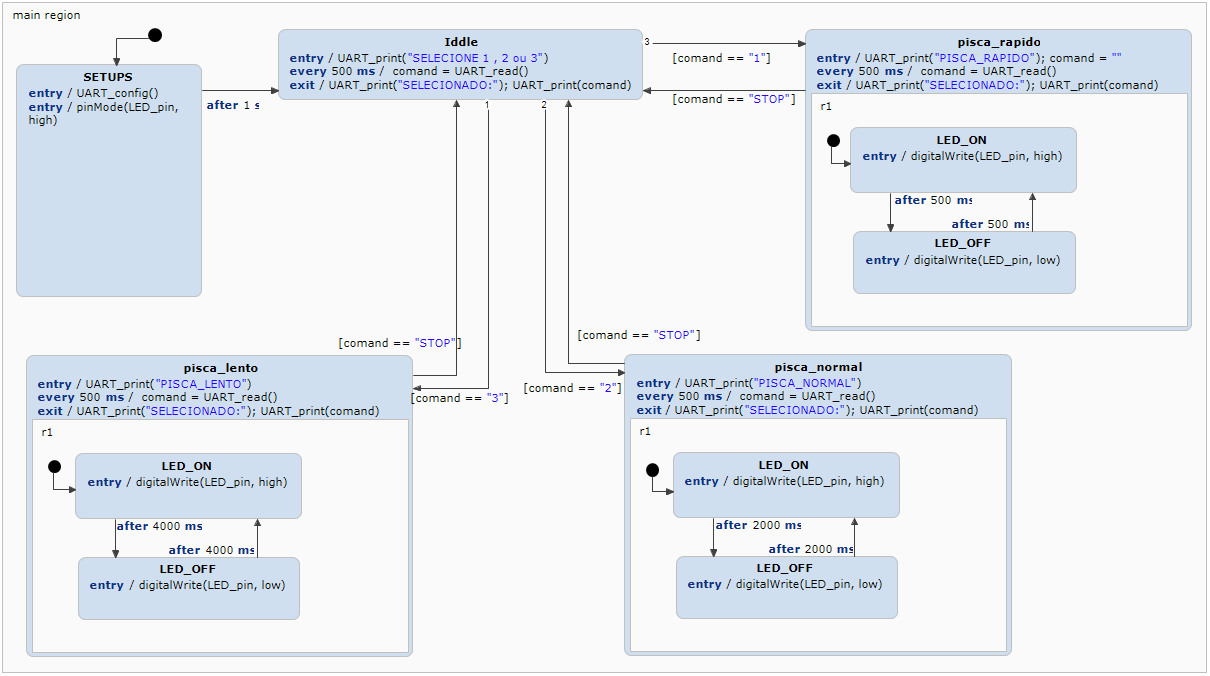 main region
SETUPS
entry / UART_config()
entry / pinMode(LED_pin,
high)
after 1 s
Iddle
entry / UART_print("SELECIONE 1 , 2 ou 3")
every 500 ms / comand = UART_read()
exit / UART_print("SELECIONADO:"); UART_print(comand)
1
2
3
[comand == "1"]
[comand == "STOP"]
pisca_rapido
entry / UART_print("PISCA_RAPIDO"); comand = ""
every 500 ms / comand = UART_read()
exit / UART_print("SELECIONADO:"); UART_print(comand)
r1
LED_ON
entry / digitalWrite(LED_pin, high)
after 500 ms
after 500 ms
LED_OFF
entry / digitalWrite(LED_pin, low)
[comand == "STOP"]
[comand == "3"]
[comand == "STOP"]
[comand == "2"]
pisca_lento
entry / UART_print("PISCA_LENTO")
every 500 ms / comand = UART_read()
exit / UART_print("SELECIONADO:"); UART_print(comand)
r1
LED_ON
entry / digitalWrite(LED_pin, high)
after 4000 ms
after 4000 ms
LED_OFF
entry / digitalWrite(LED_pin, low)
pisca_normal
entry / UART_print("PISCA_NORMAL")
every 500 ms / comand = UART_read()
exit / UART_print("SELECIONADO:"); UART_print(comand)
r1
LED_ON
entry / digitalWrite(LED_pin, high)
after 2000 ms
after 2000 ms
LED_OFF
entry / digitalWrite(LED_pin, low)